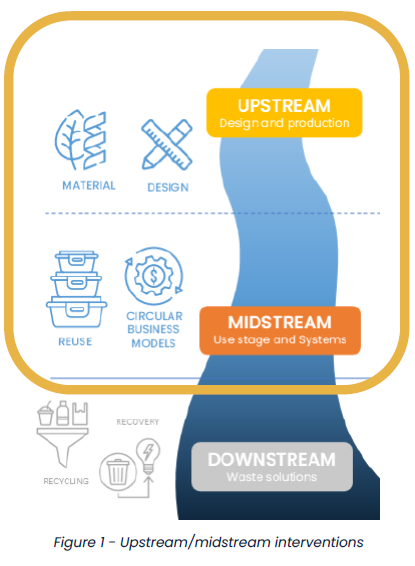 UPSTREAM
Design and production
MATERIAL
DESIGN
REUSE
CIRCULAR
BUSINESS
MODELS
MIDSTREAM
Use stage and Systems
RECYCLING
RECOVERY
DOWNSTREAM
Waste solutions
Figure 1 - Upstream/midstream interventions